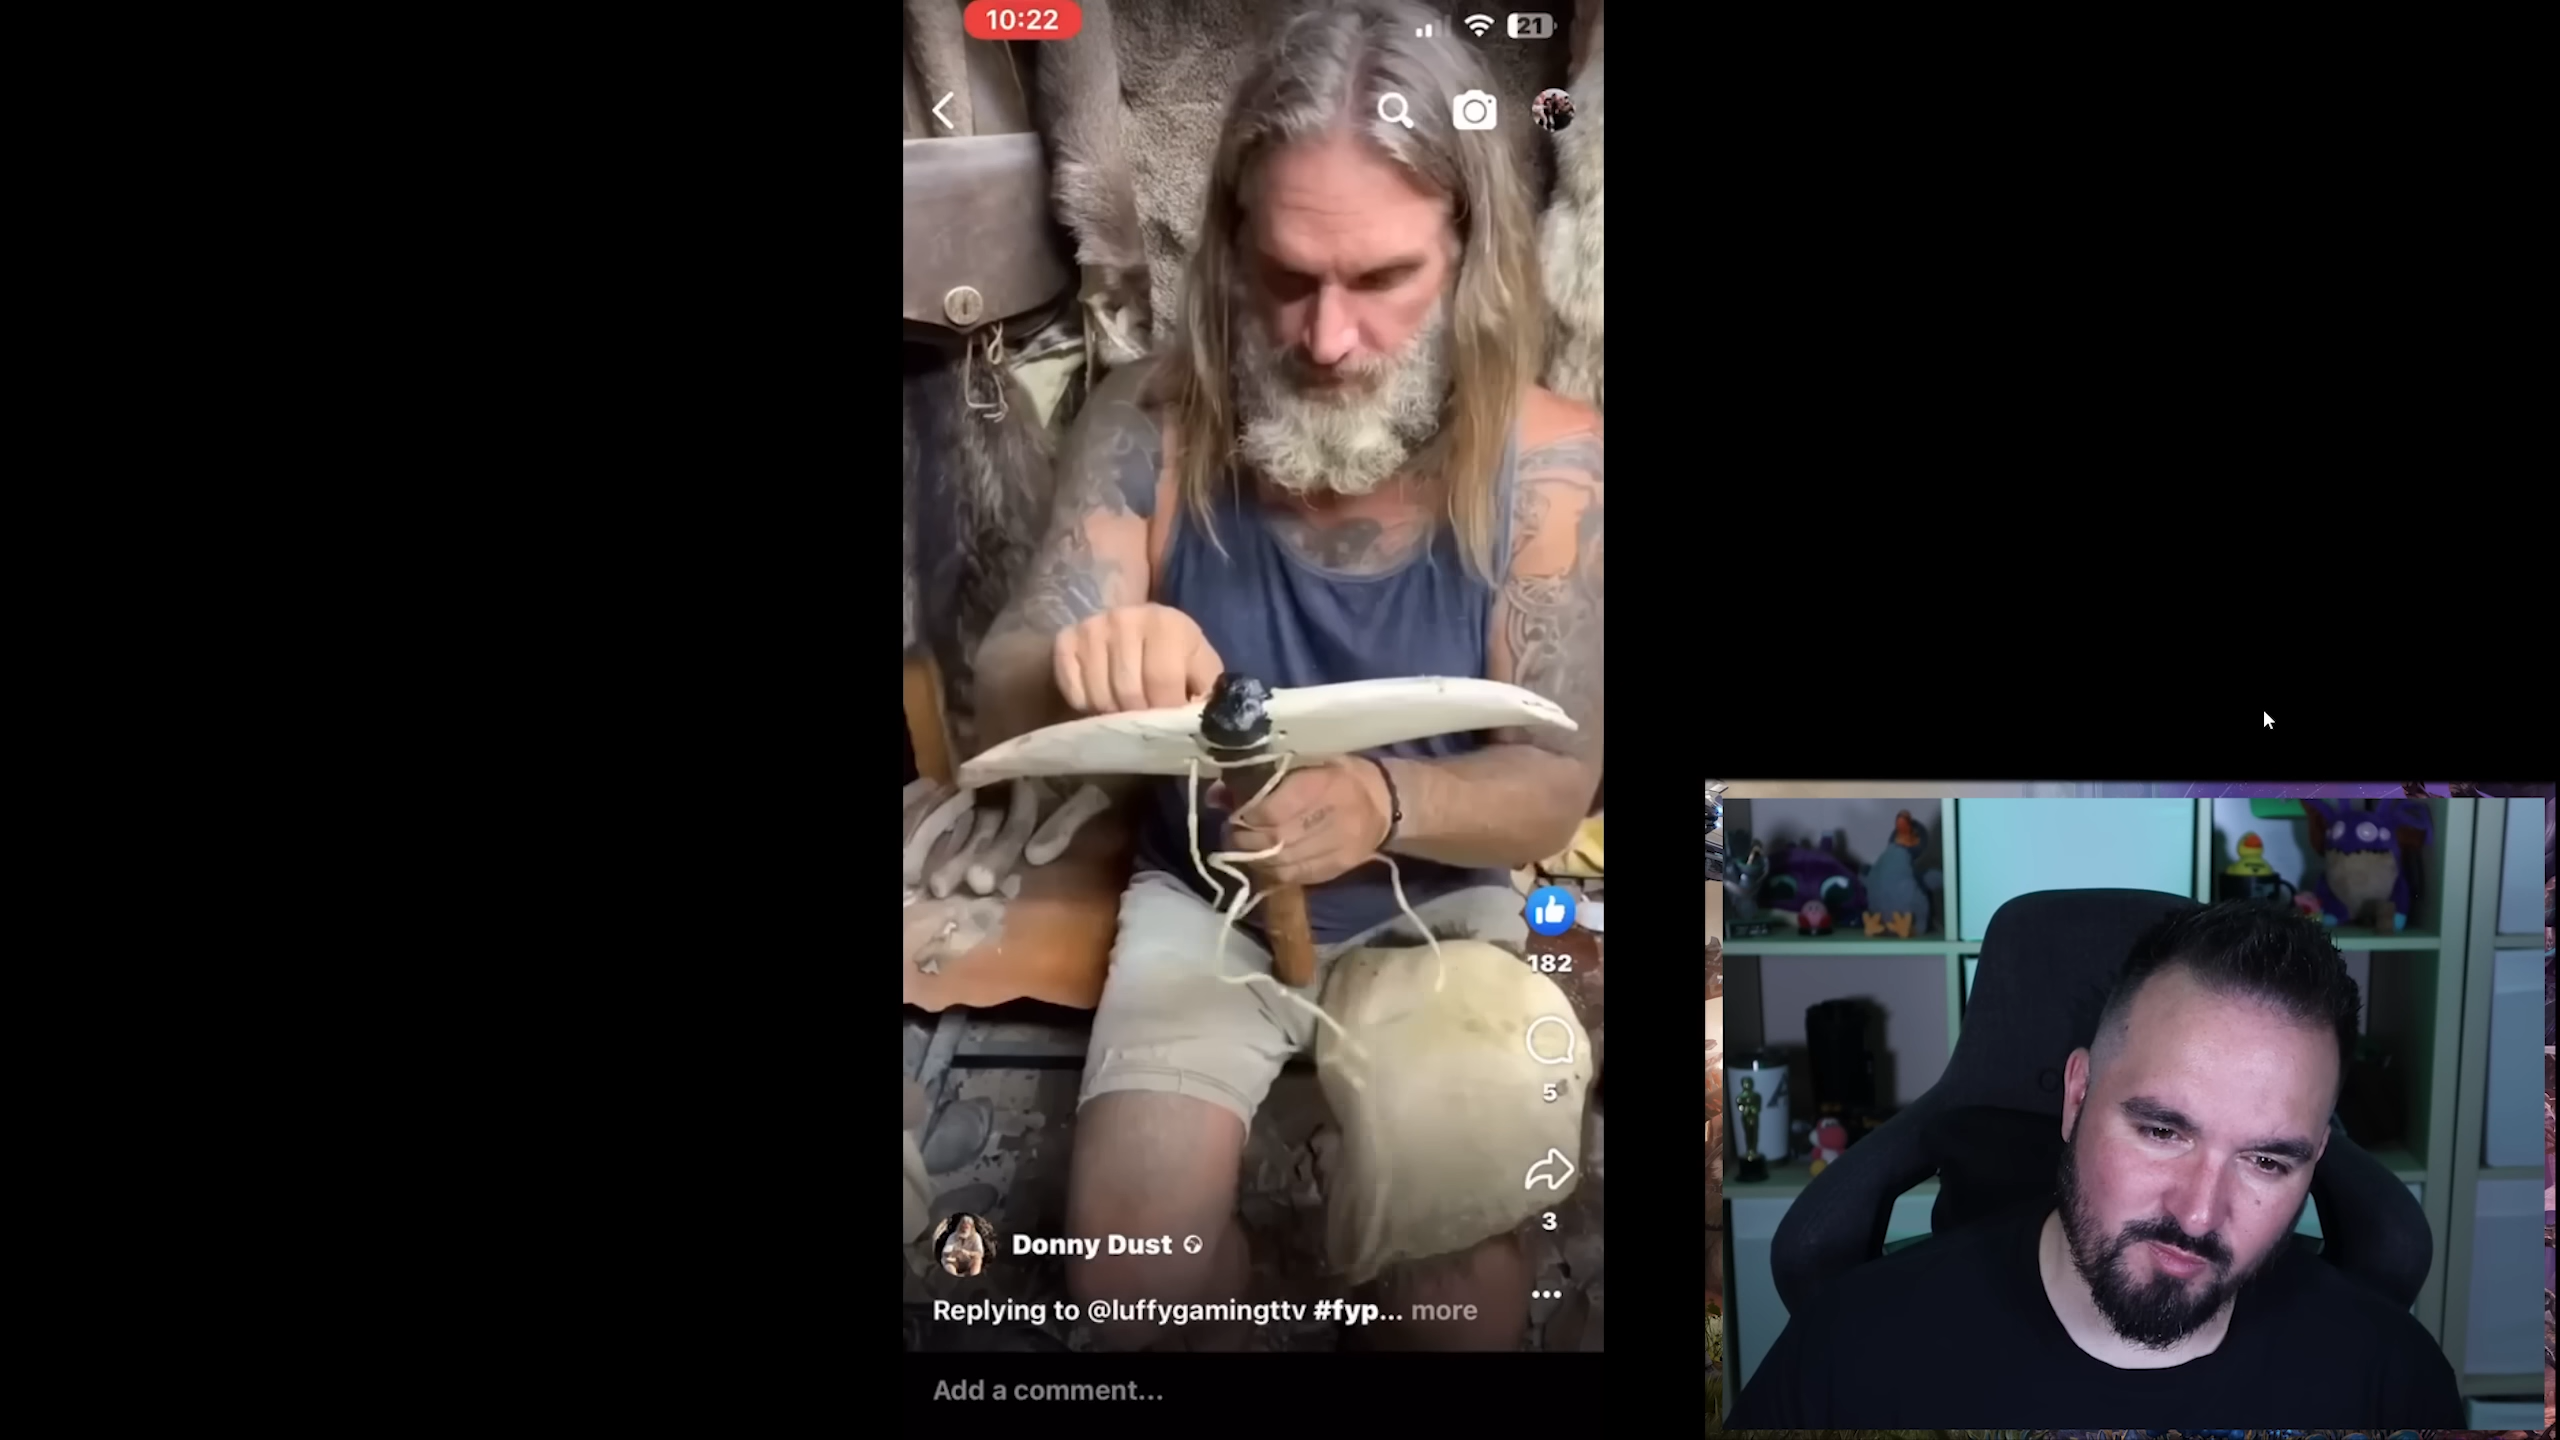 10:22
21
182
5
3
Donny Dust
Replying to @luffygamingttv #fyp... more
Add a comment...